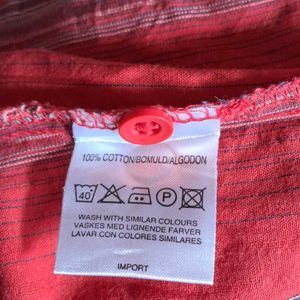 100% COTTON/BOMULD/ALGODON
40 P
WASH WITH SIMILAR COLOURS
VASKES MED LIGNENDE FARVER
LAVAR CON COLORES SIMILARES
IMPORT